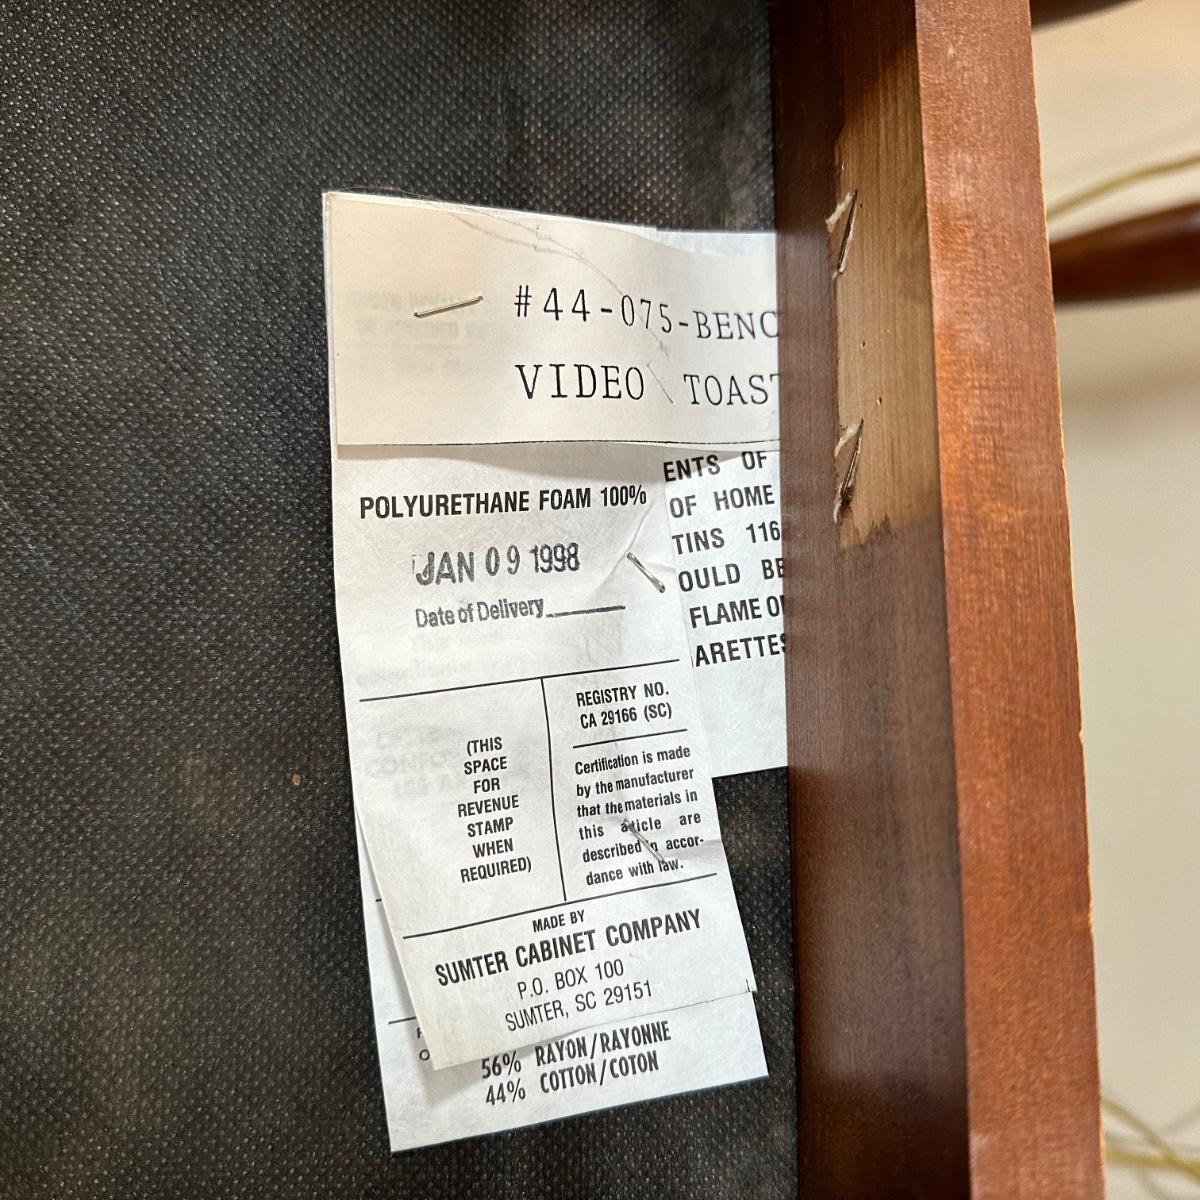 #44-075-BENC
VIDEO TOAST
POLYURETHANE FOAM 100%
JAN 09 1998
Date of Delivery
ENTS OF
OF HOME
TINS 116
OULD BE
FLAME O
ARETTES
(THIS
SPACE
FOR
REVENUE
STAMP
WHEN
REQUIRED)
REGISTRY NO.
CA 29166 (SC)
Certification is made
by the manufacturer
that the materials in
this article are
described in accor-
dance with law.
MADE BY
SUMTER CABINET COMPANY
P.O. BOX 100
SUMTER, SC 29151
56% RAYON/RAYONNE
44% COTTON/COTON